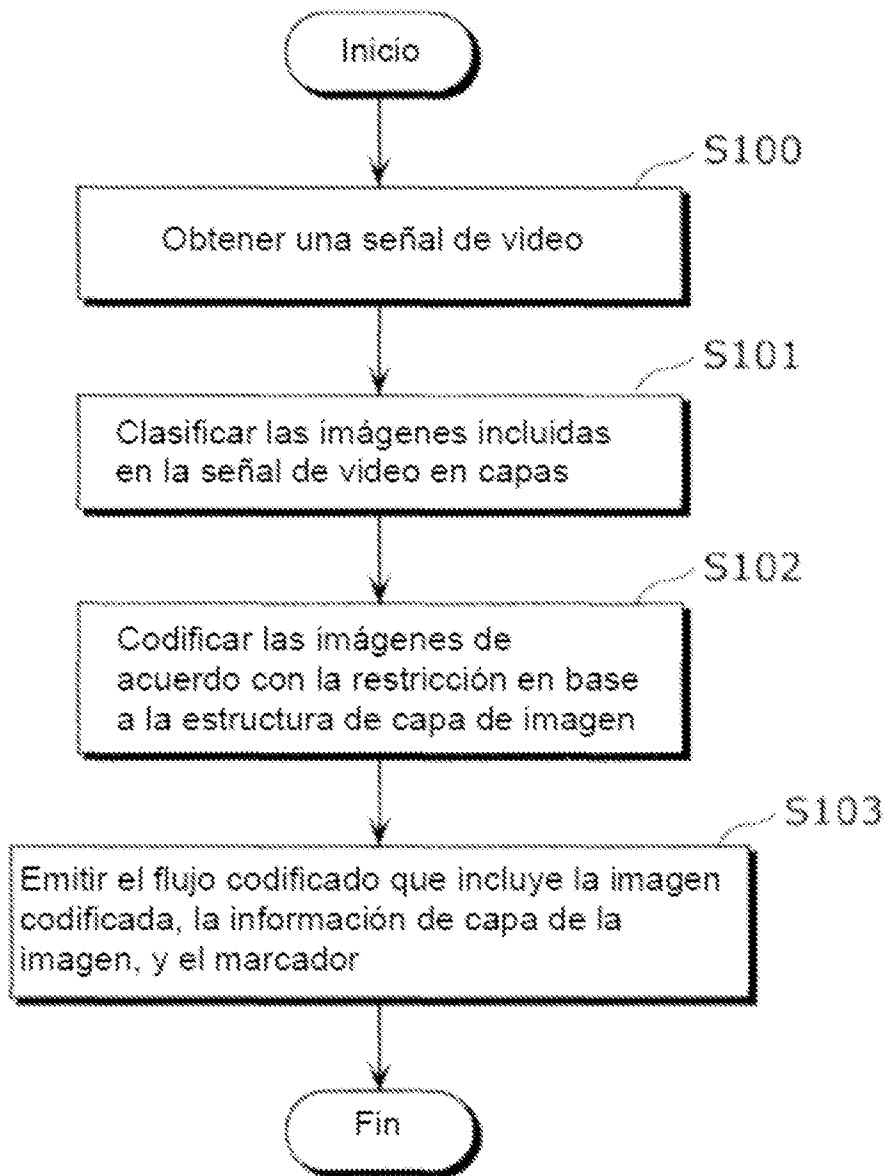 Inicio
S100
Obtener una señal de video
S101
Clasificar las imágenes incluidas
en la señal de video en capas
S102
Codificar las imágenes de
acuerdo con la restricción en base
a la estructura de capa de imagen
S103
Emitir el flujo codificado que incluye la imagen
codificada, la información de capa de la
imagen, y el marcador
Fin